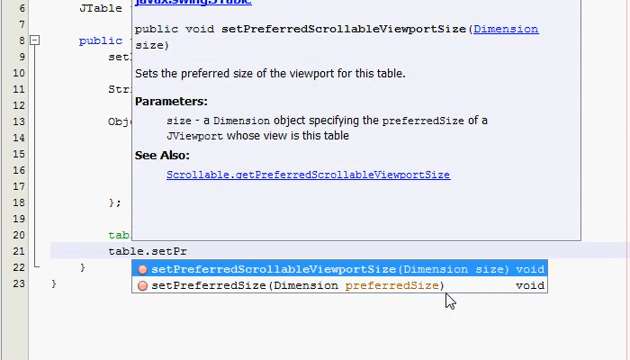 6 JTable
javax.swing.JTable
7
public void setPreferredScrollableViewportSize(Dimension
size)
8 public
9 set
10 Sets the preferred size of the viewport for this table.
11 Str
12 Parameters:
13 Obje
size - a Dimension object specifying the preferredSize of a
14 JViewport whose view is this table
15 See Also:
16 Scrollable.getPreferredScrollableViewportSize
17
18 };
19
20 tab
21 table.setPr
22 } setPreferredScrollableViewportSize(Dimension size) void
23 } setPreferredSize(Dimension preferredSize) void